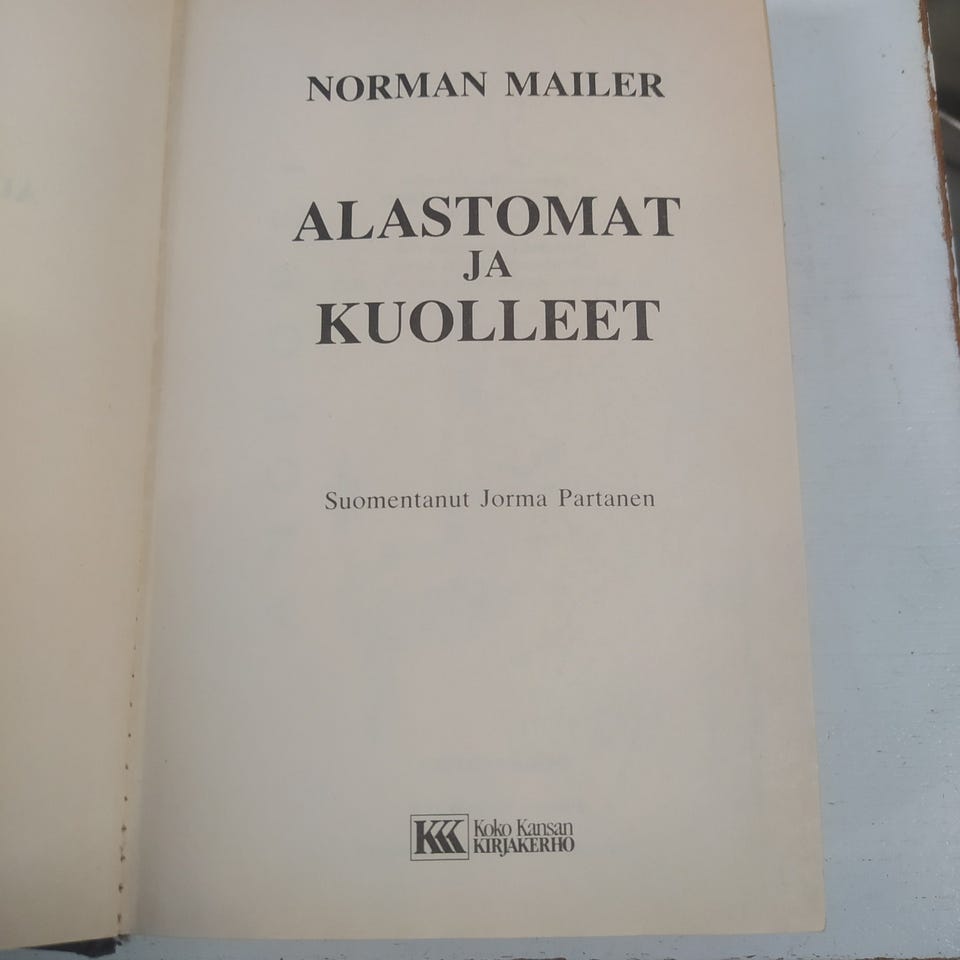 NORMAN MAILER
ALASTOMAT
JA
KUOLLEET
Suomentanut Jorma Partanen
KKK Koko Kansan
KIRJAKERHO